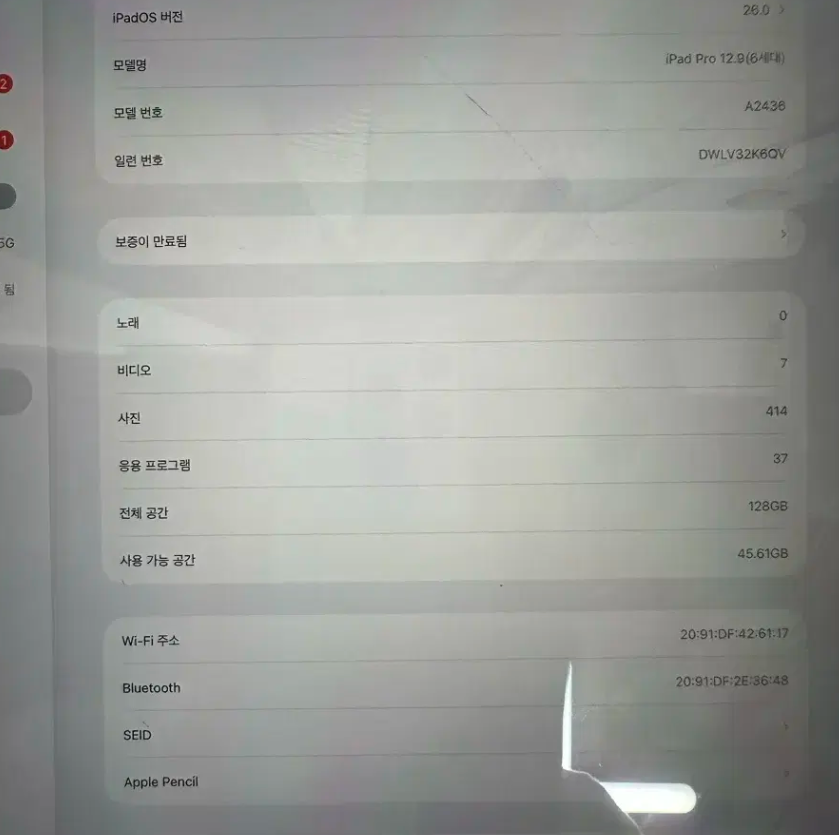 iPadOS 버전 26.0
모델명 iPad Pro 12.9(6세대)
모델 번호 A2436
일련 번호 DWLV32K6QV
보증이 만료됨
노래 0
비디오 7
사진 414
응용 프로그램 37
전체 공간 128GB
사용 가능 공간 45.61GB
Wi-Fi 주소 20:91:DF:42:61:17
Bluetooth 20:91:DF:2E:36:48
SEID
Apple Pencil
2
1
5G
됨